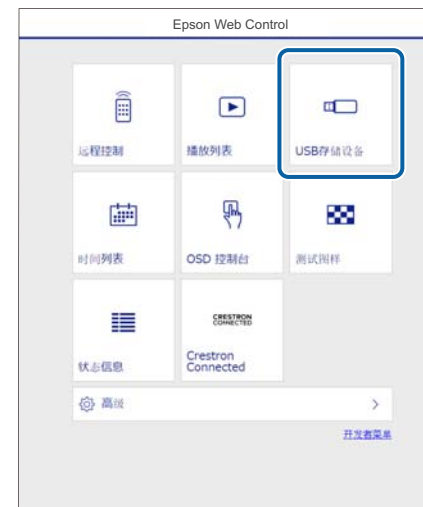 Epson Web Control
远程控制
播放列表
USB存储设备
时间列表
OSD 控制台
测试图样
CRESTRON
CONNECTED
状态信息
Crestron
Connected
高级
开发者菜单